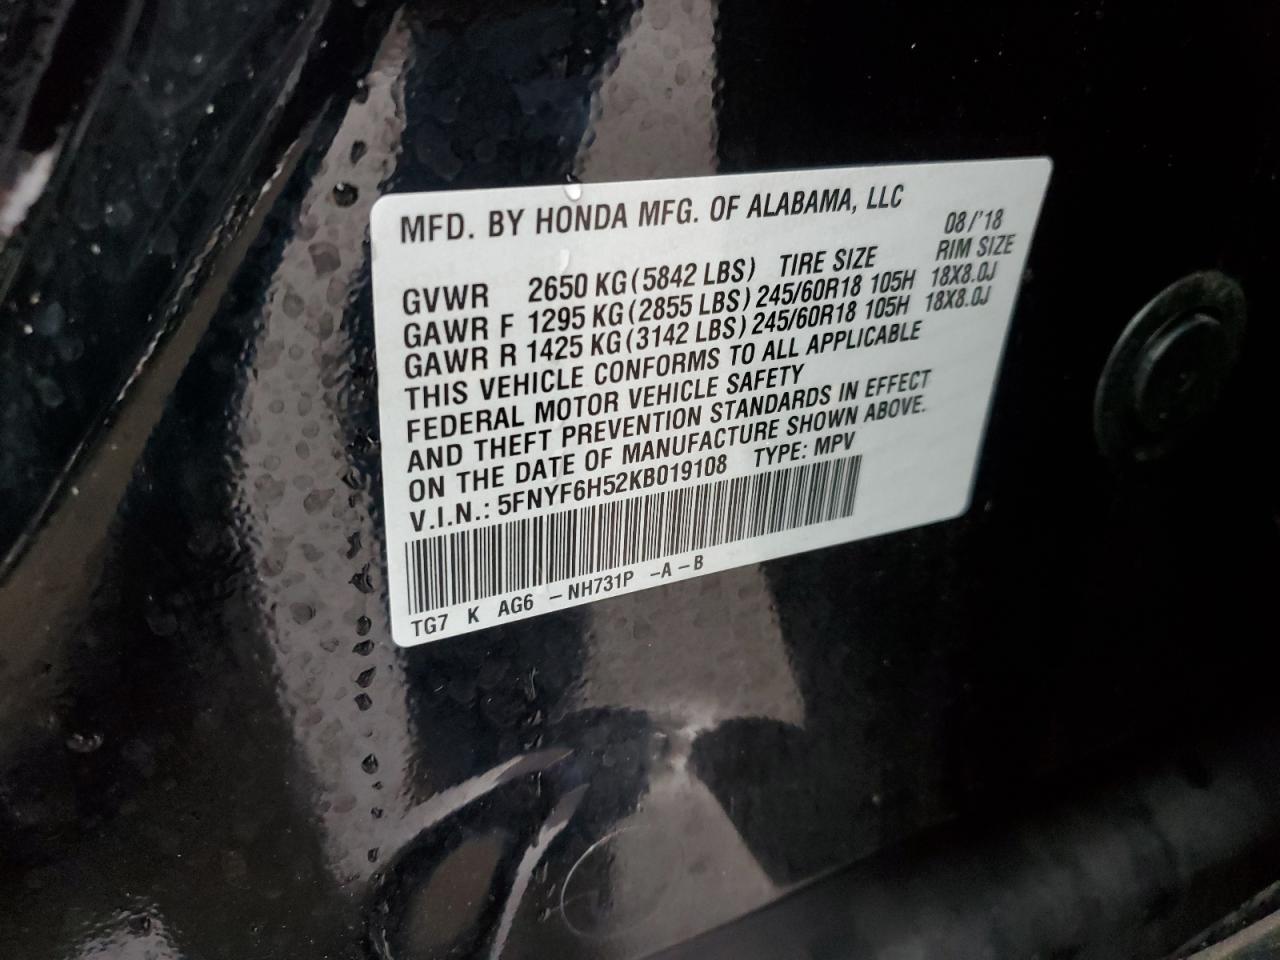 MFD. BY HONDA MFG. OF ALABAMA, LLC
08/'18
GVWR 2650 KG(5842 LBS) TIRE SIZE RIM SIZE
GAWR F 1295 KG(2855 LBS) 245/60R18 105H 18X8.0J
GAWR R 1425 KG(3142 LBS) 245/60R18 105H 18X8.0J
THIS VEHICLE CONFORMS TO ALL APPLICABLE
FEDERAL MOTOR VEHICLE SAFETY
AND THEFT PREVENTION STANDARDS IN EFFECT
ON THE DATE OF MANUFACTURE SHOWN ABOVE.
V.I.N.: 5FNYF6H52KB019108 TYPE: MPV
TG7 K AG6 -NH731P -A-B